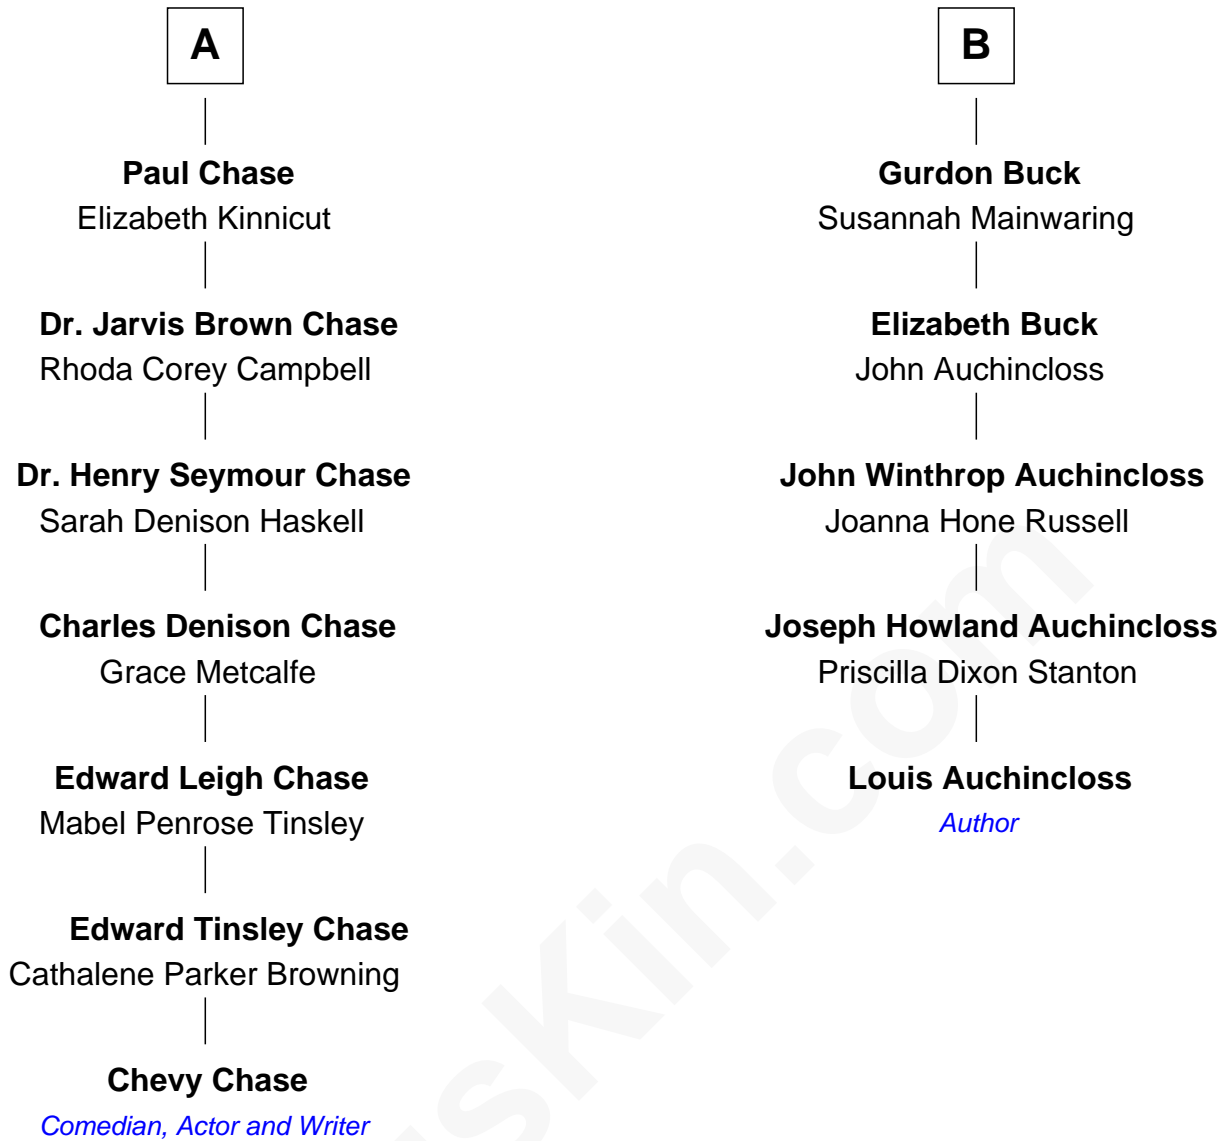 A
Paul Chase
Elizabeth Kinnicut
Dr. Jarvis Brown Chase
Rhoda Corey Campbell
Dr. Henry Seymour Chase
Sarah Denison Haskell
Charles Denison Chase
Grace Metcalfe
Edward Leigh Chase
Mabel Penrose Tinsley
Edward Tinsley Chase
Cathalene Parker Browning
Chevy Chase
Comedian, Actor and Writer
B
Gurdon Buck
Susannah Mainwaring
Elizabeth Buck
John Auchincloss
John Winthrop Auchincloss
Joanna Hone Russell
Joseph Howland Auchincloss
Priscilla Dixon Stanton
Louis Auchincloss
Author